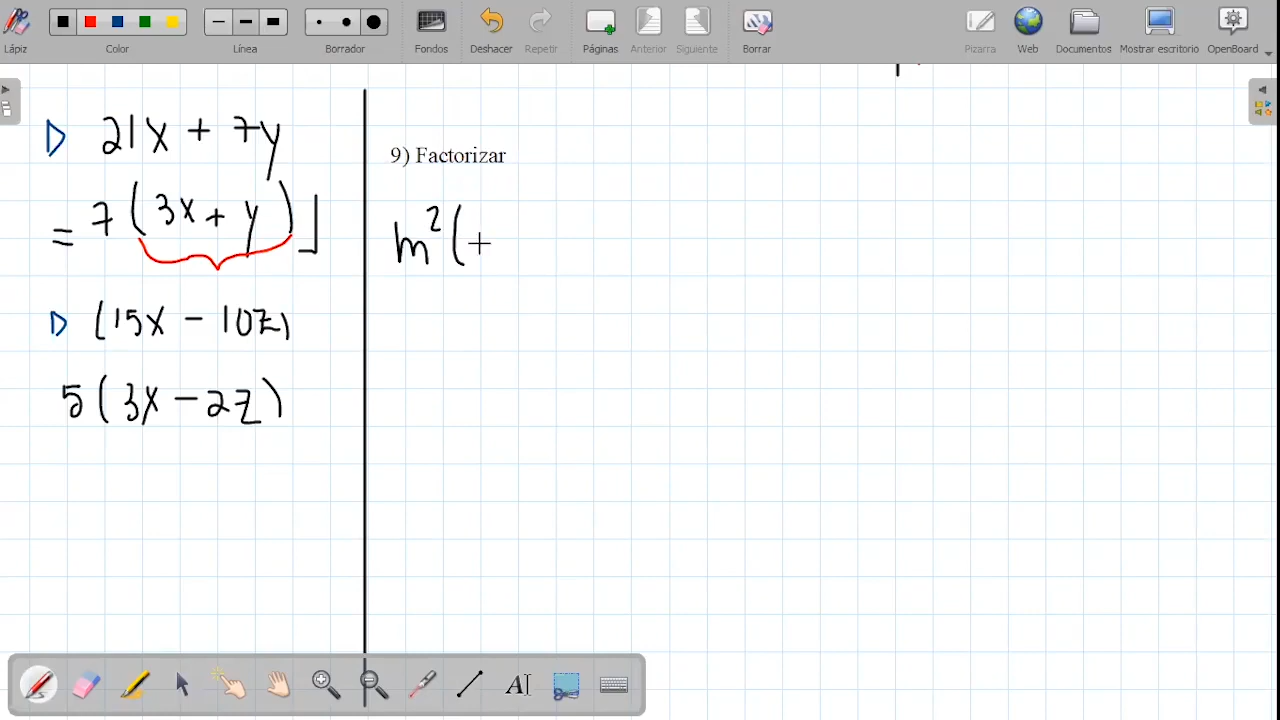 Lápiz Color Línea Borrador Fondos Deshacer Repetir Páginas Anterior Siguiente Borrar Pizarra Web Documentos Mostrar escritorio OpenBoard
21x + 7y
= 7(3x + y)
(15x - 10z)
5(3x - 2z)
9) Factorizar
m²(+